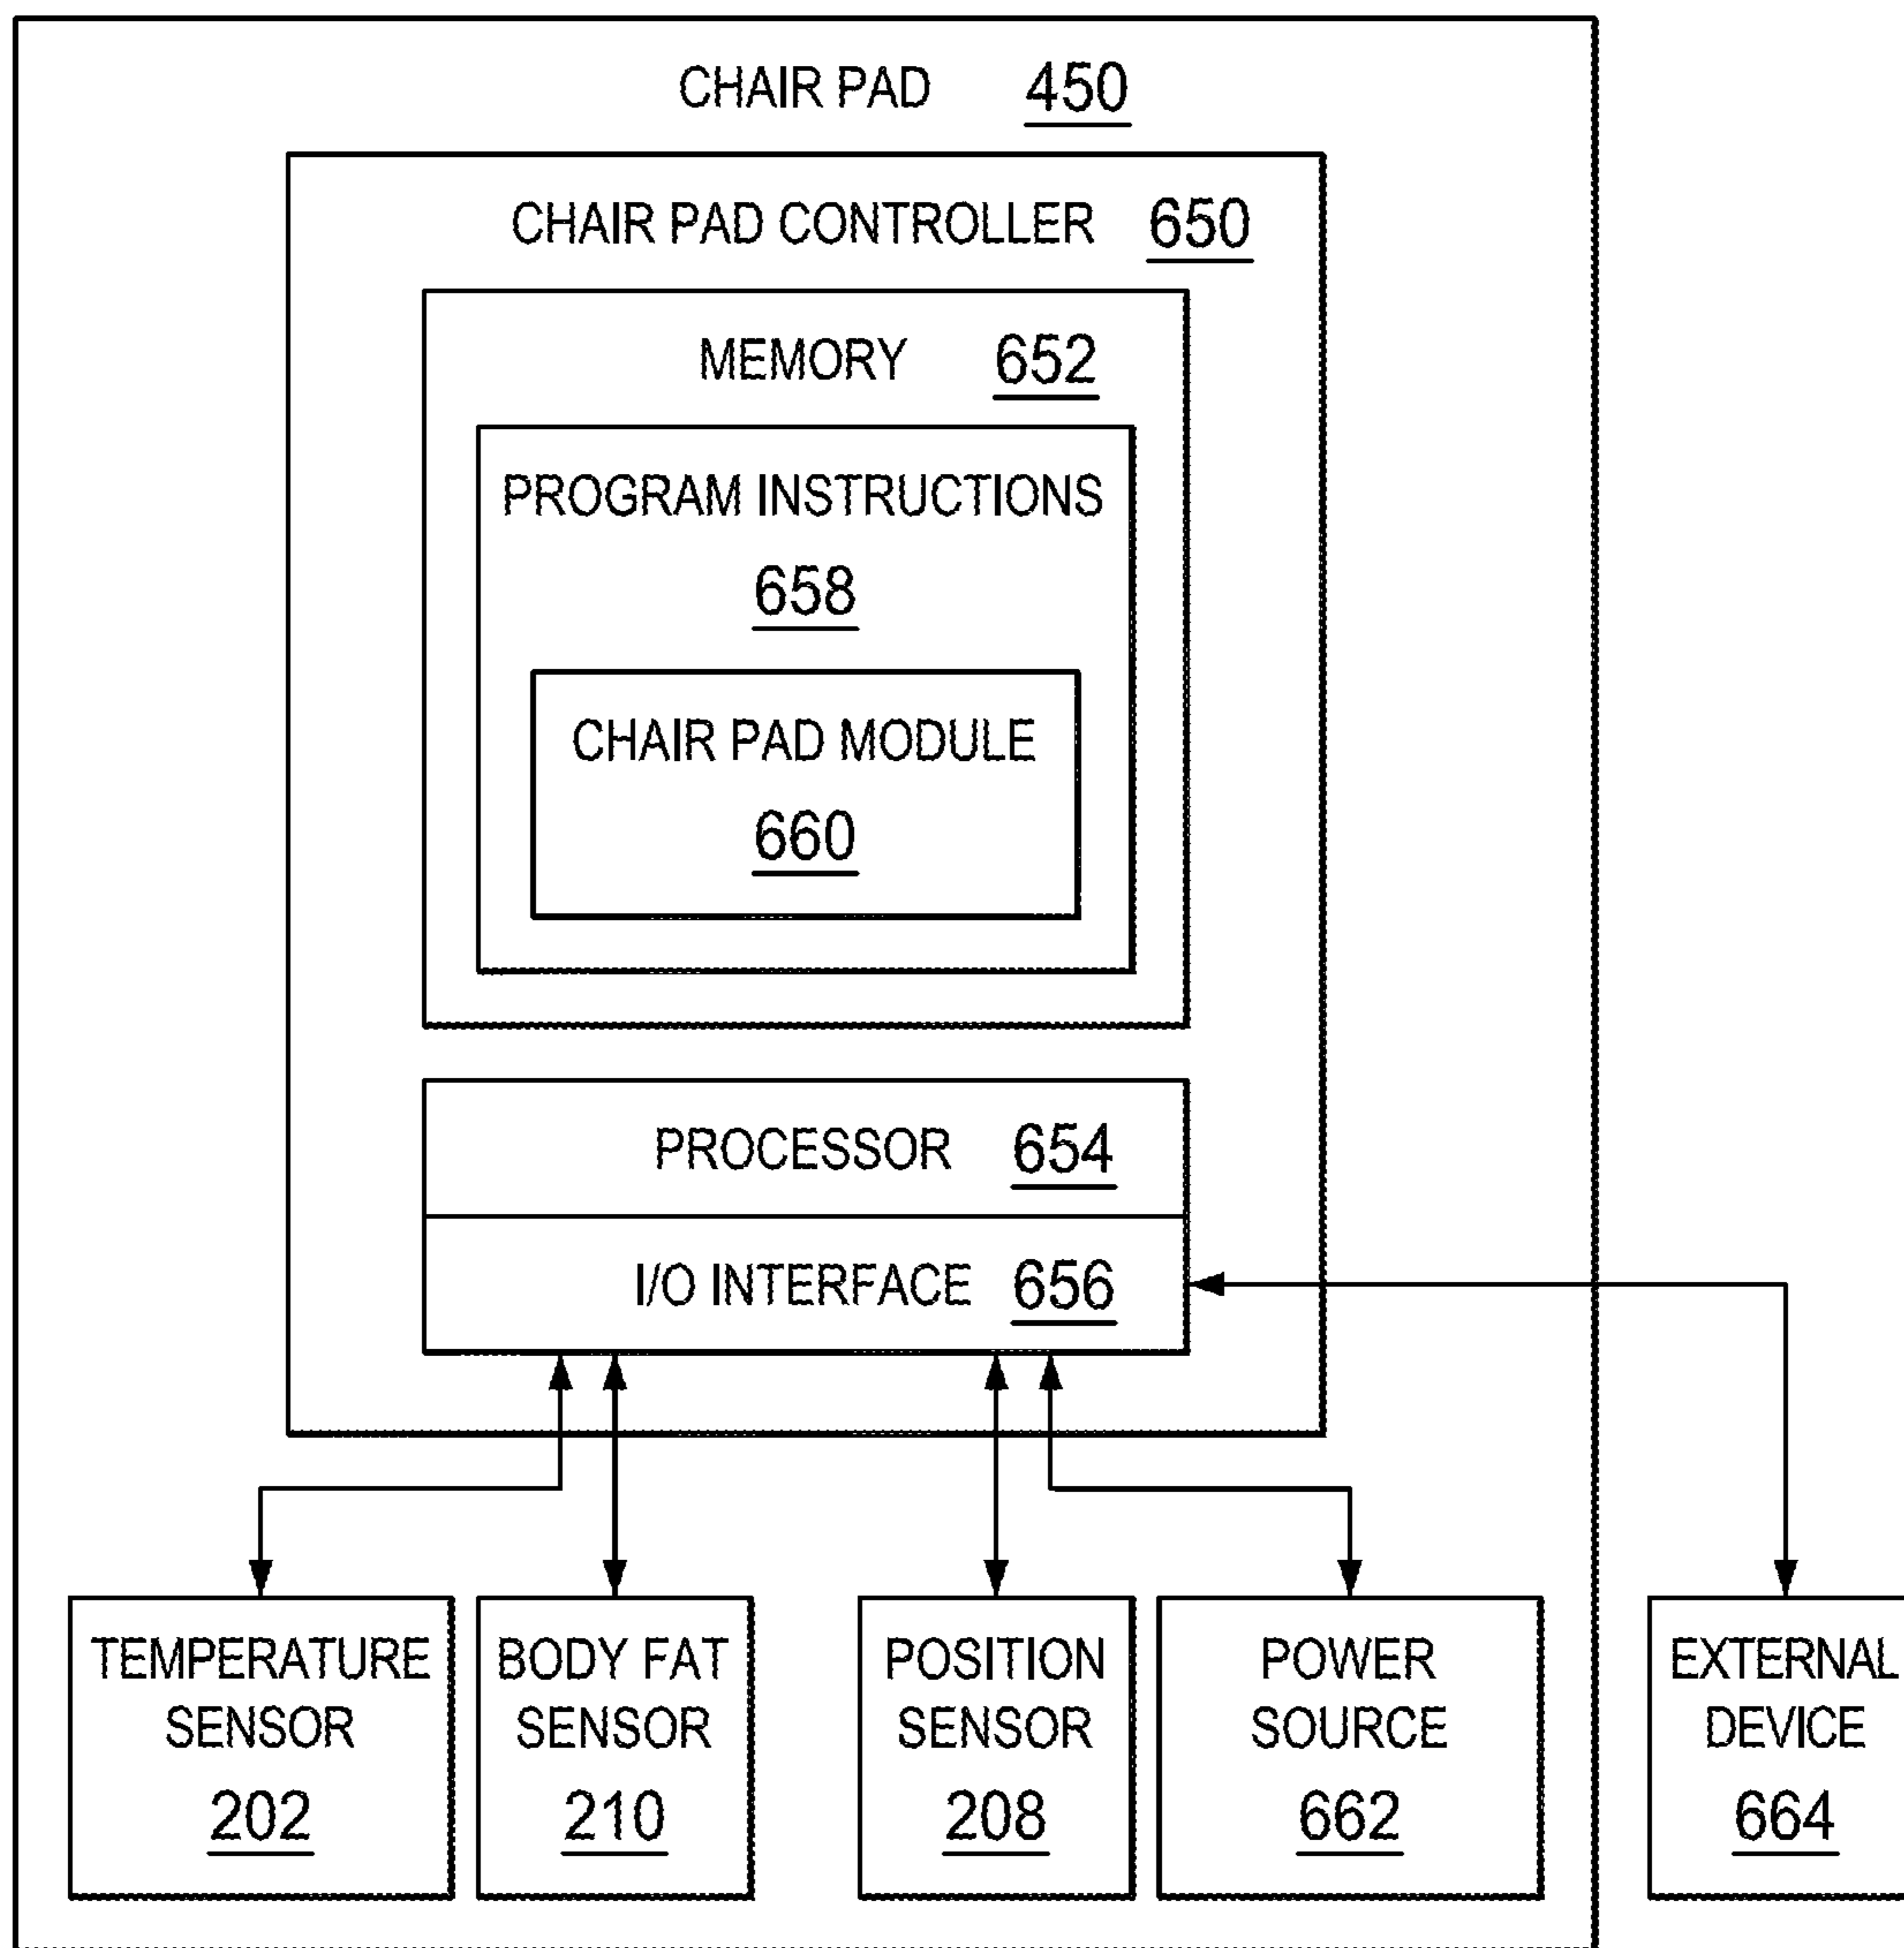 CHAIR PAD 450
CHAIR PAD CONTROLLER 650
MEMORY 652
PROGRAM INSTRUCTIONS
658
CHAIR PAD MODULE
660
PROCESSOR 654
I/O INTERFACE 656
TEMPERATURE
SENSOR
202
BODY FAT
SENSOR
210
POSITION
SENSOR
208
POWER
SOURCE
662
EXTERNAL
DEVICE
664